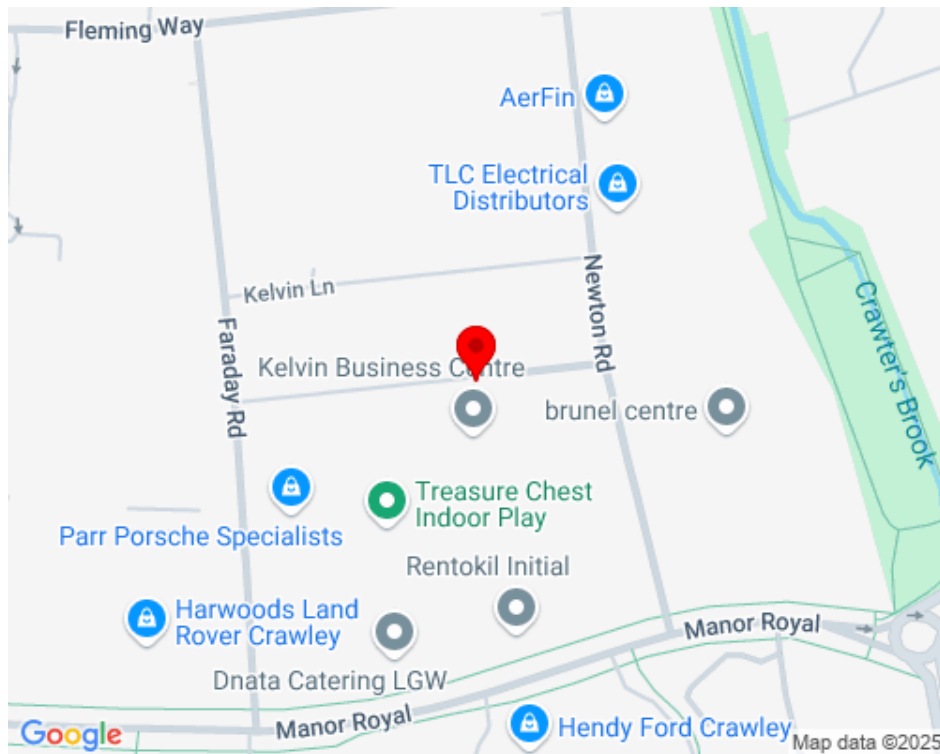 Fleming Way
AerFin
TLC Electrical
Distributors
Kelvin Ln
Newton Rd
Crawter's Brook
Faraday Rd
Kelvin Business Centre
brunel centre
Treasure Chest
Indoor Play
Parr Porsche Specialists
Rentokil Initial
Harwoods Land
Rover Crawley
Manor Royal
Dnata Catering LGW
Manor Royal
Hendy Ford Crawley
Google
Map data ©2025